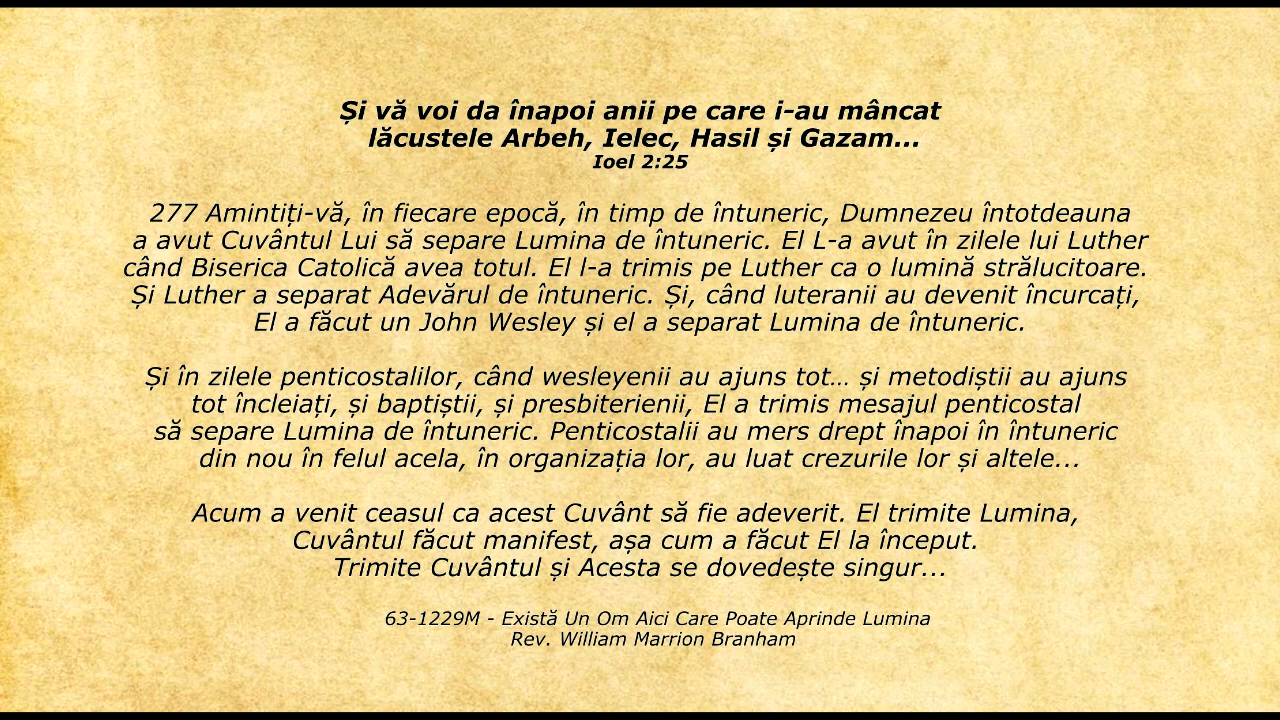 Și vă voi da înapoi anii pe care i-au mâncat
lăcustele Arbeh, Ielec, Hasil și Gazam...
Ioel 2:25
277 Amintiți-vă, în fiecare epocă, în timp de întuneric, Dumnezeu întotdeauna
a avut Cuvântul Lui să separe Lumina de întuneric. El L-a avut în zilele lui Luther
când Biserica Catolică avea totul. El l-a trimis pe Luther ca o lumină strălucitoare.
Și Luther a separat Adevărul de întuneric. Și, când luteranii au devenit încurcați,
El a făcut un John Wesley și el a separat Lumina de întuneric.
Și în zilele penticostalilor, când wesleyenii au ajuns tot... și metodiștii au ajuns
tot încleiați, și baptiștii, și presbiterienii, El a trimis mesajul penticostal
să separe Lumina de întuneric. Penticostalii au mers drept înapoi în întuneric
din nou în felul acela, în organizația lor, au luat crezurile lor și altele...
Acum a venit ceasul ca acest Cuvânt să fie adeverit. El trimite Lumina,
Cuvântul făcut manifest, așa cum a făcut El la început.
Trimite Cuvântul și Acesta se dovedește singur...
63-1229M - Există Un Om Aici Care Poate Aprinde Lumina
Rev. William Marrion Branham